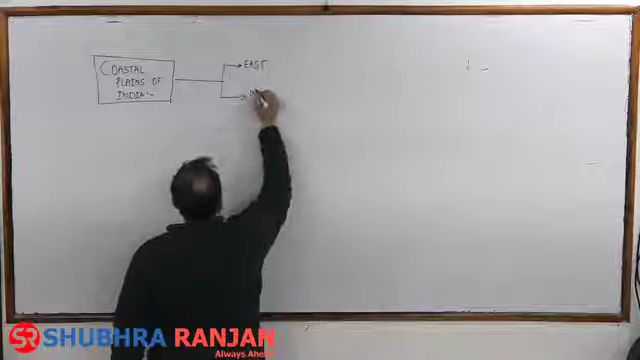 COASTAL
PLAINS OF
INDIA:-
EAST
SHUBHRA RANJAN
Always Ahead